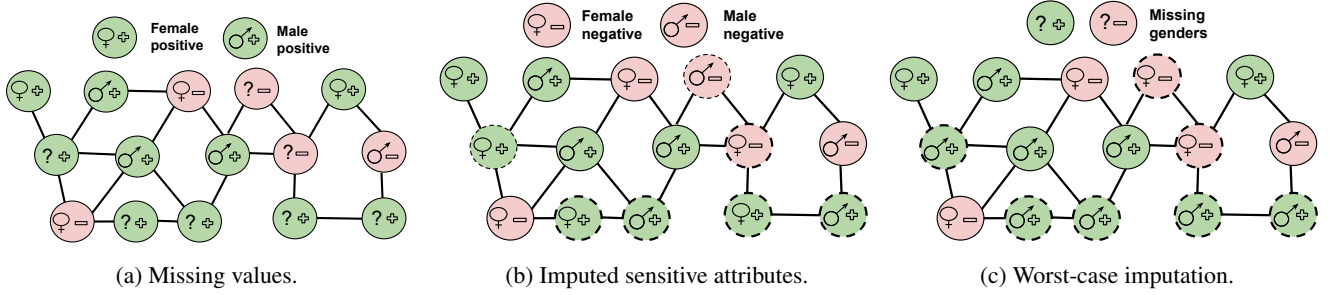 Female
positive
Male
positive
Female
negative
Male
negative
? + ? - Missing
genders
? -
? +
? -
? + ? + ? + ? +
(a) Missing values.
(b) Imputed sensitive attributes.
(c) Worst-case imputation.